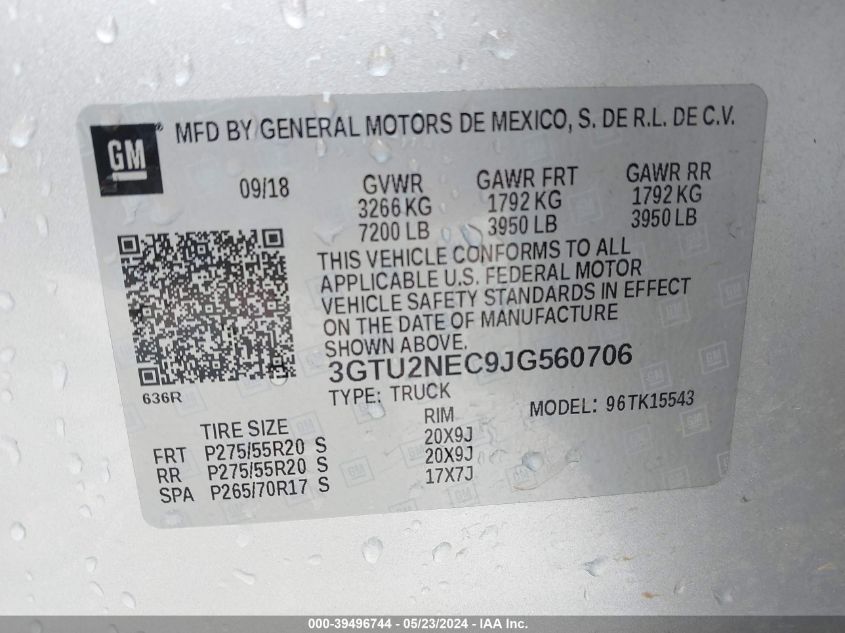 GM ® MFD BY GENERAL MOTORS DE MEXICO, S. DE R.L. DE C.V.
09/18 GVWR GAWR FRT GAWR RR
3266 KG 1792 KG 1792 KG
7200 LB 3950 LB 3950 LB
THIS VEHICLE CONFORMS TO ALL
APPLICABLE U.S. FEDERAL MOTOR
VEHICLE SAFETY STANDARDS IN EFFECT
ON THE DATE OF MANUFACTURE
SHOWN ABOVE.
3GTU2NEC9JG560706
636R
TYPE: TRUCK MODEL: 96TK15543
TIRE SIZE RIM
FRT P275/55R20 S 20X9J
RR P275/55R20 S 20X9J
SPA P265/70R17 S 17X7J
000-39496744 - 05/23/2024 - IAA Inc.